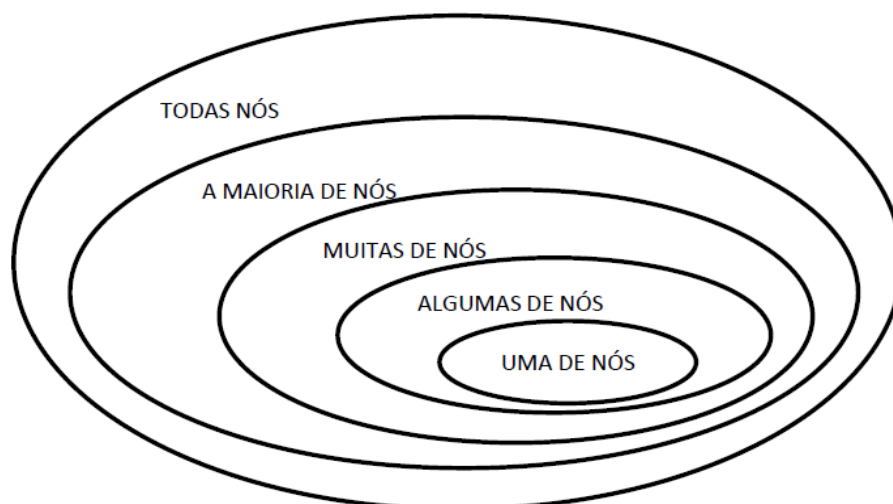 TODAS NÓS
A MAIORIA DE NÓS
MUITAS DE NÓS
ALGUMAS DE NÓS
UMA DE NÓS